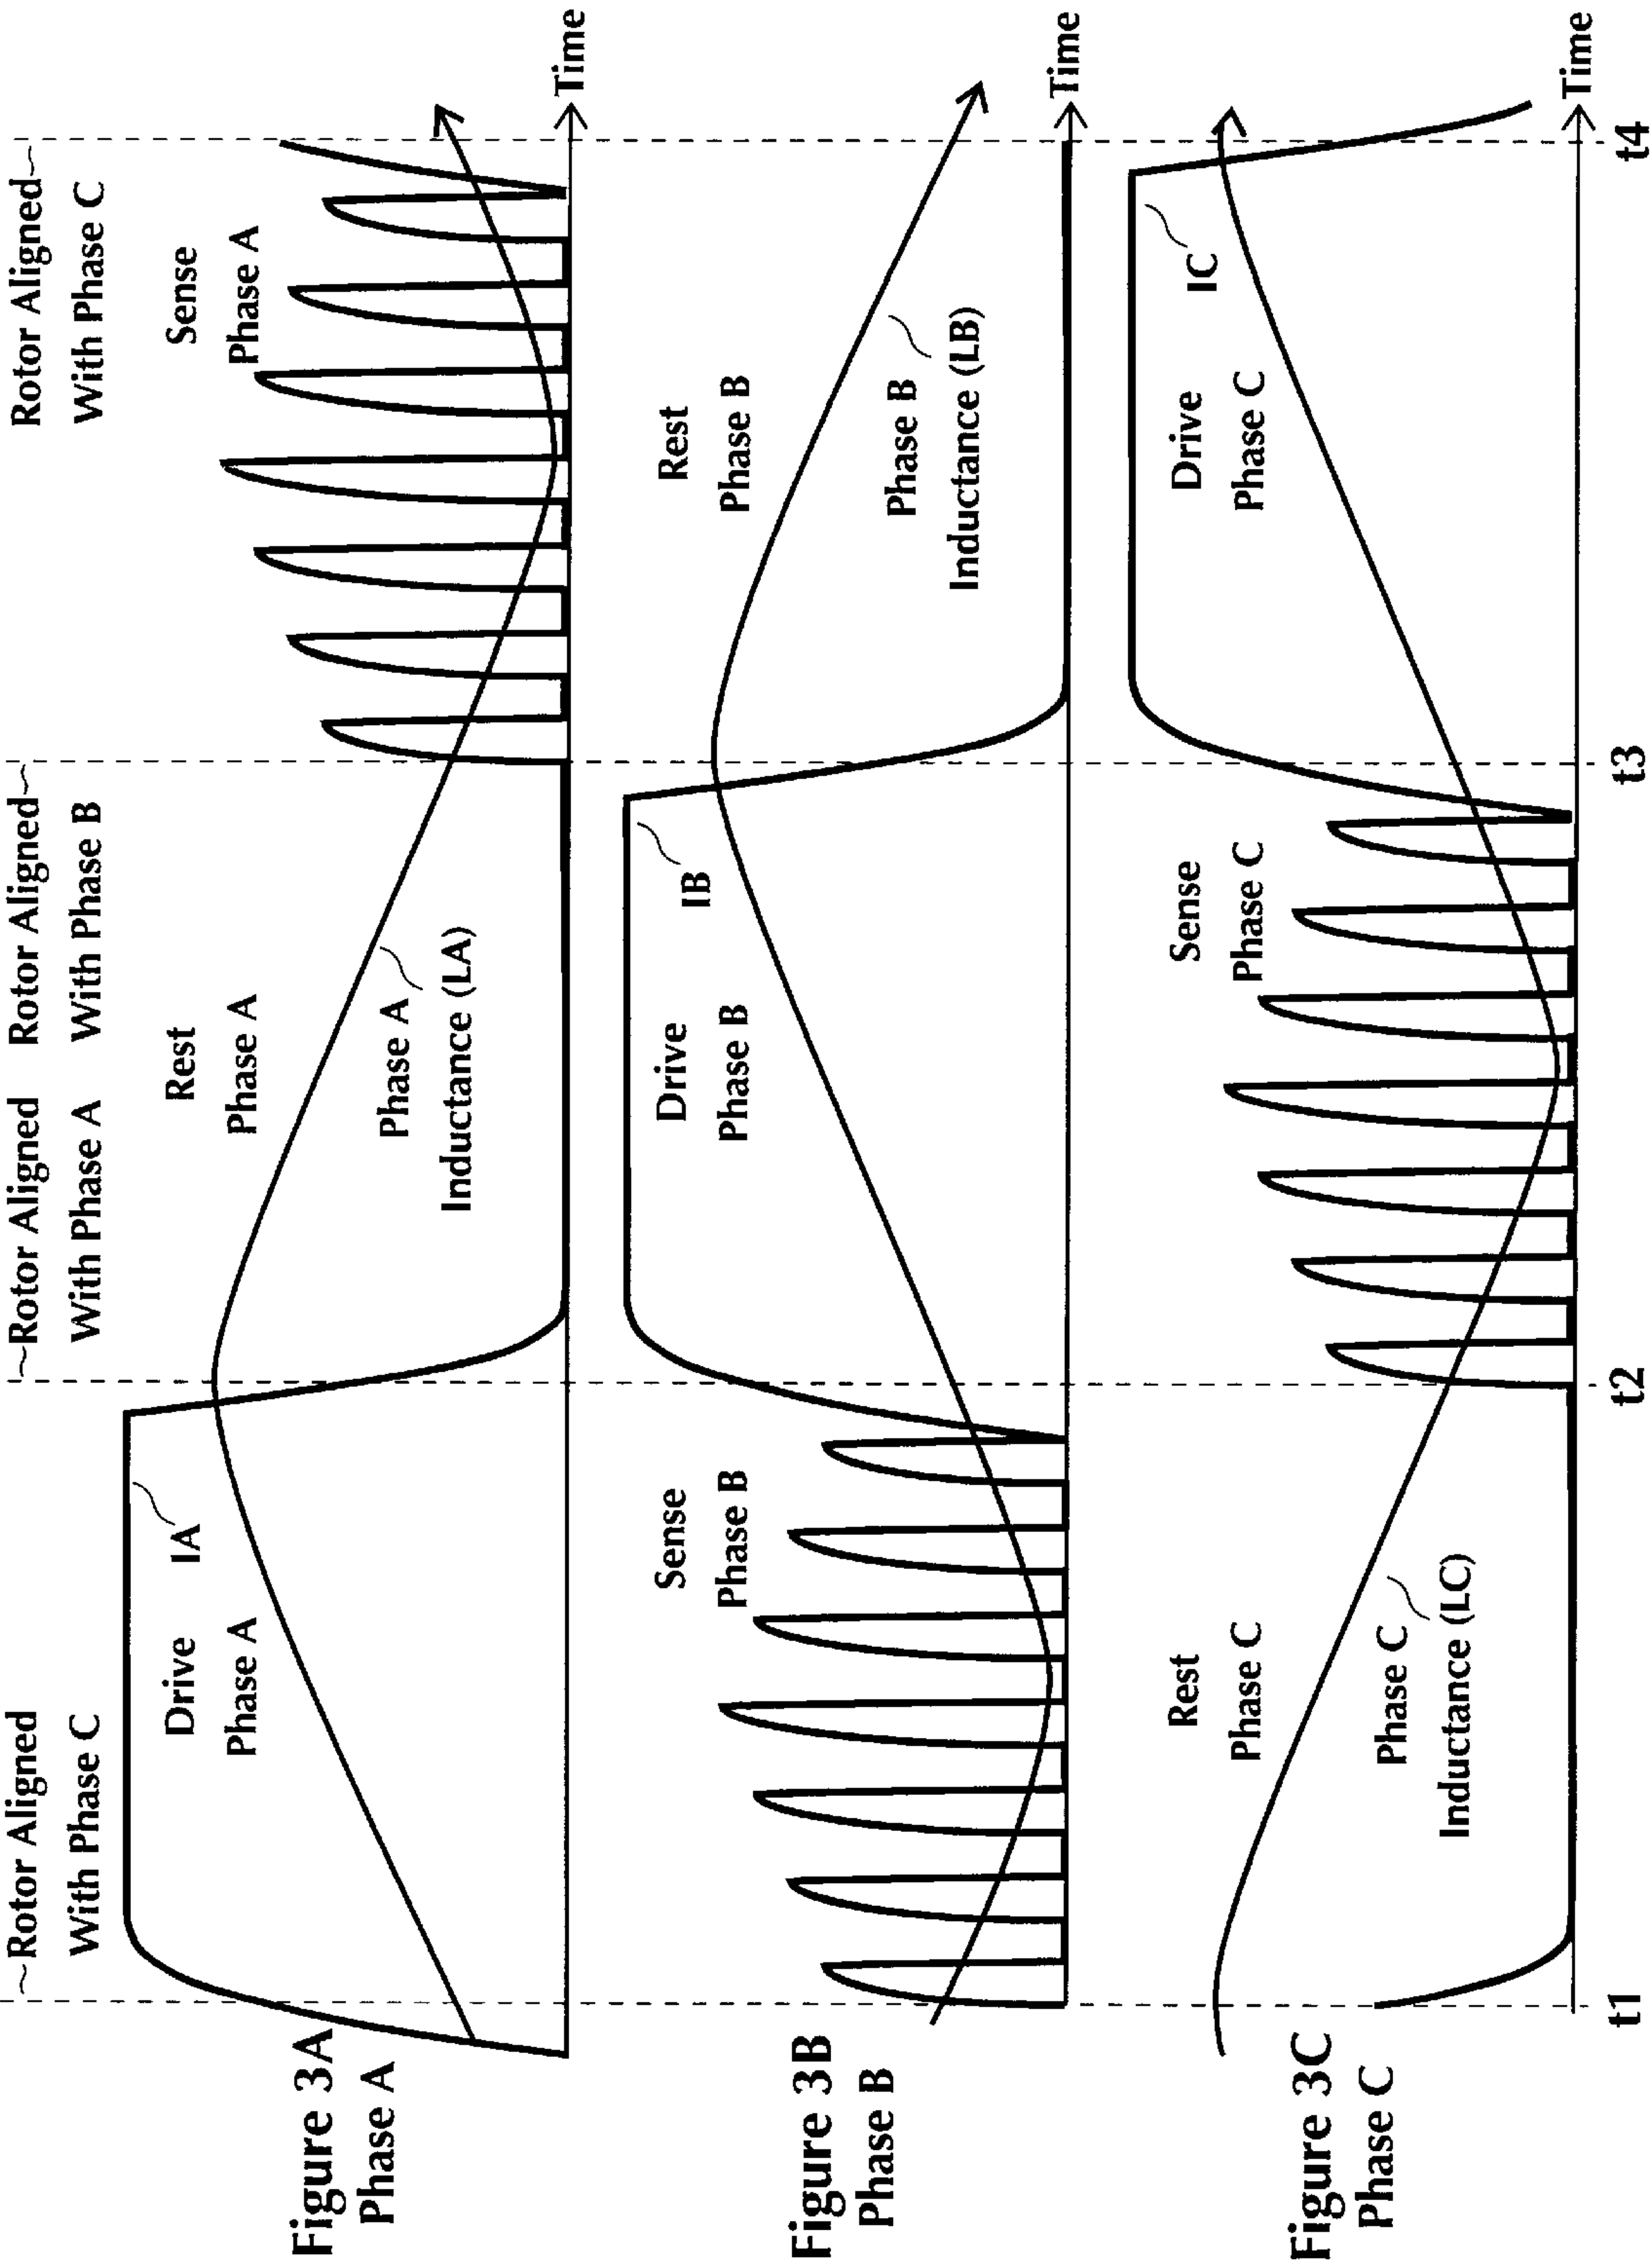 ~Rotor Aligned
With Phase C
~Rotor Aligned
With Phase A
Rotor Aligned~
With Phase B
Rotor Aligned~
With Phase C
Figure 3A
Phase A
Drive
Phase A
IA
Rest
Phase A
Phase A
Inductance (LA)
Sense
Phase A
Time
Figure 3B
Phase B
Sense
Phase B
Drive
Phase B
IB
Rest
Phase B
Phase B
Inductance (LB)
Time
Figure 3C
Phase C
Rest
Phase C
Phase C
Inductance (LC)
Sense
Phase C
Drive
Phase C
IC
Time
t1
t2
t3
t4